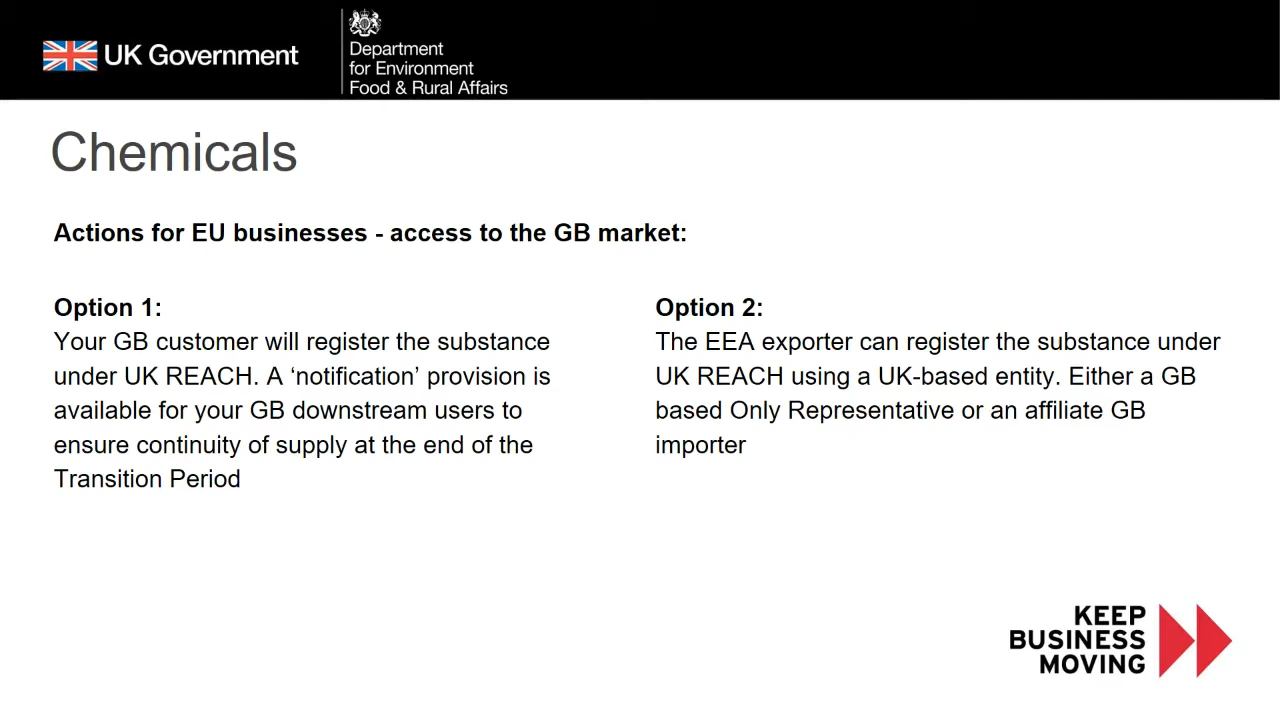 UK Government
Department
for Environment
Food & Rural Affairs
Chemicals
Actions for EU businesses - access to the GB market:
Option 1:
Your GB customer will register the substance
under UK REACH. A ‘notification’ provision is
available for your GB downstream users to
ensure continuity of supply at the end of the
Transition Period
Option 2:
The EEA exporter can register the substance under
UK REACH using a UK-based entity. Either a GB
based Only Representative or an affiliate GB
importer
KEEP
BUSINESS
MOVING